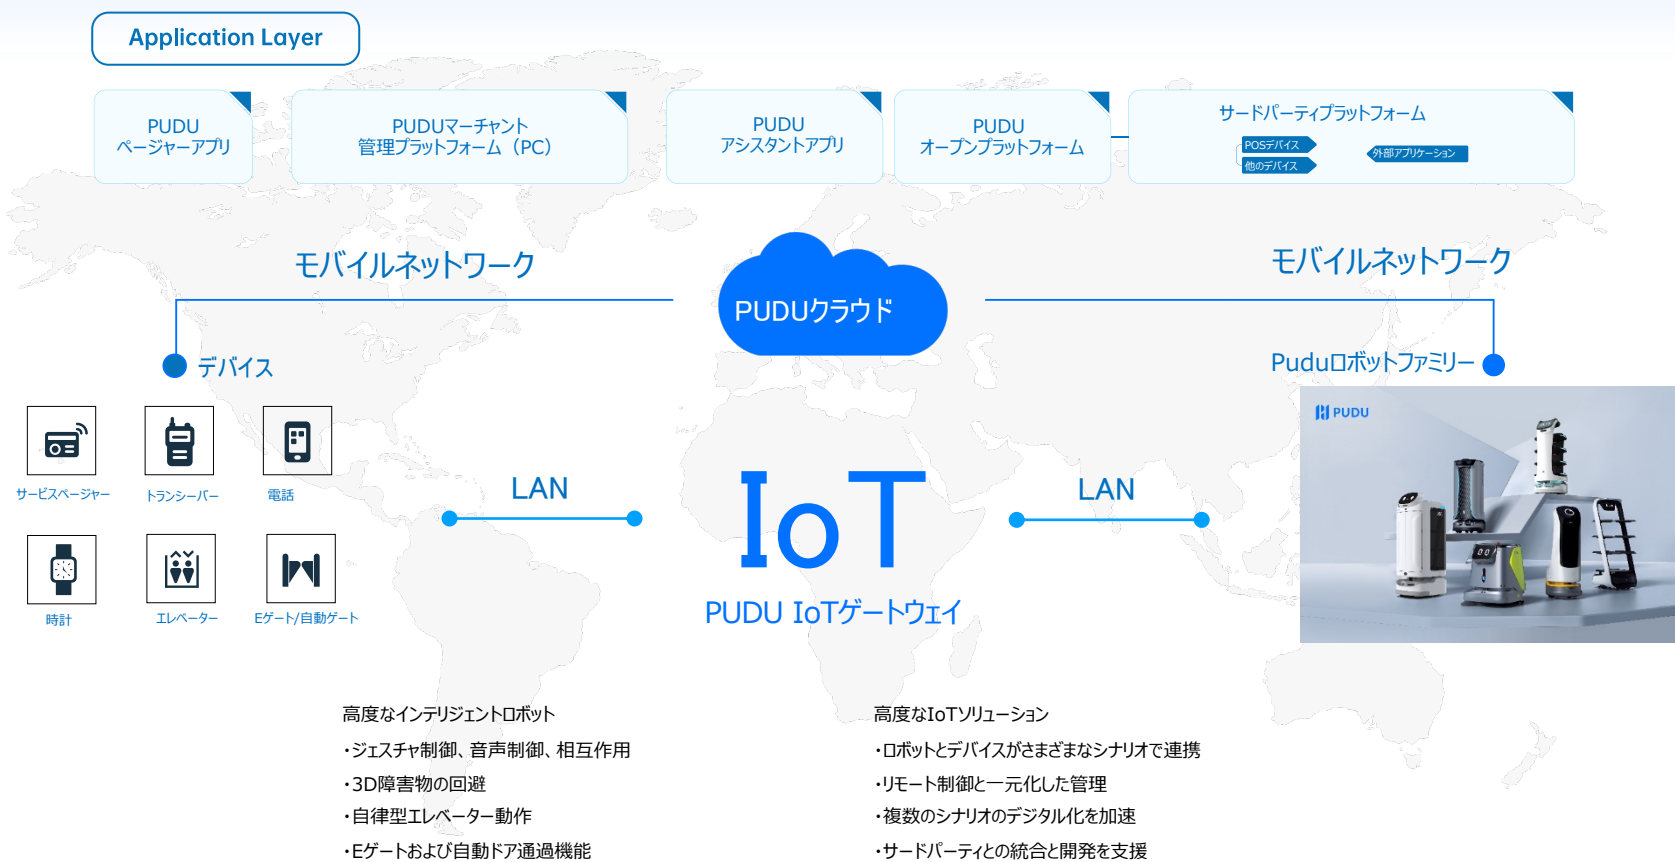 Application Layer
PUDU
ページャーアプリ
PUDUマーチャント
管理プラットフォーム（PC）
PUDU
アシスタントアプリ
PUDU
オープンプラットフォーム
サードパーティプラットフォーム
POSデバイス
他のデバイス
外部アプリケーション
モバイルネットワーク
PUDUクラウド
モバイルネットワーク
デバイス
Puduロボットファミリー
PUDU
サービスページャー
トランシーバー
電話
LAN
IoT
LAN
時計
エレベーター
Eゲート/自動ゲート
PUDU IoTゲートウェイ
高度なインテリジェントロボット
・ジェスチャ制御、音声制御、相互作用
・3D障害物の回避
・自律型エレベーター動作
・Eゲートおよび自動ドア通過機能
高度なIoTソリューション
・ロボットとデバイスがさまざまなシナリオで連携
・リモート制御と一元化した管理
・複数のシナリオのデジタル化を加速
・サードパーティとの統合と開発を支援